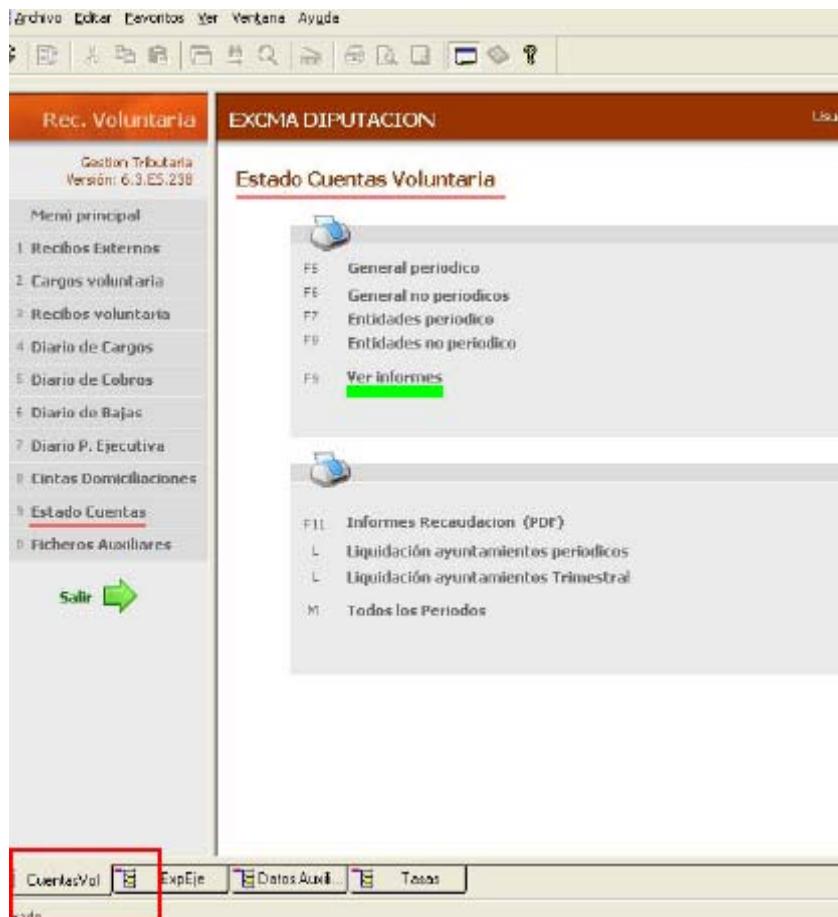 Archivo Editar Favoritos Ver Ventana Ayuda
Rec. Voluntaria
EXCMA DIPUTACION
Gestion Tributaria
Versión: 6.3.E5.238
Estado Cuentas Voluntaria
Menú principal
1 Recibos Externos
2 Cargos voluntaria
3 Recibos voluntaria
4 Diario de Cargos
5 Diario de Cobros
6 Diario de Bajas
7 Diario P. Ejecutiva
8 Cintas Domiciliaciones
9 Estado Cuentas
0 Ficheros Auxiliares
Salir
F5 General periodico
F6 General no periodicos
F7 Entidades periodico
F8 Entidades no periodico
F9 Ver informes
F11 Informes Recaudacion (PDF)
L Liquidación ayuntamientos periodicos
L Liquidación ayuntamientos Trimestral
M Todos los Periodos
CuentasVol ExpEje Datos Auxili... Tasas